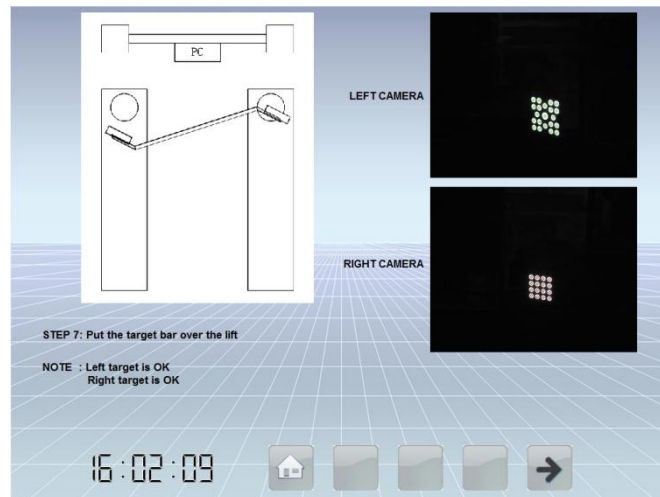 PC
LEFT CAMERA
RIGHT CAMERA
STEP 7: Put the target bar over the lift
NOTE : Left target is OK
Right target is OK
16:02:09